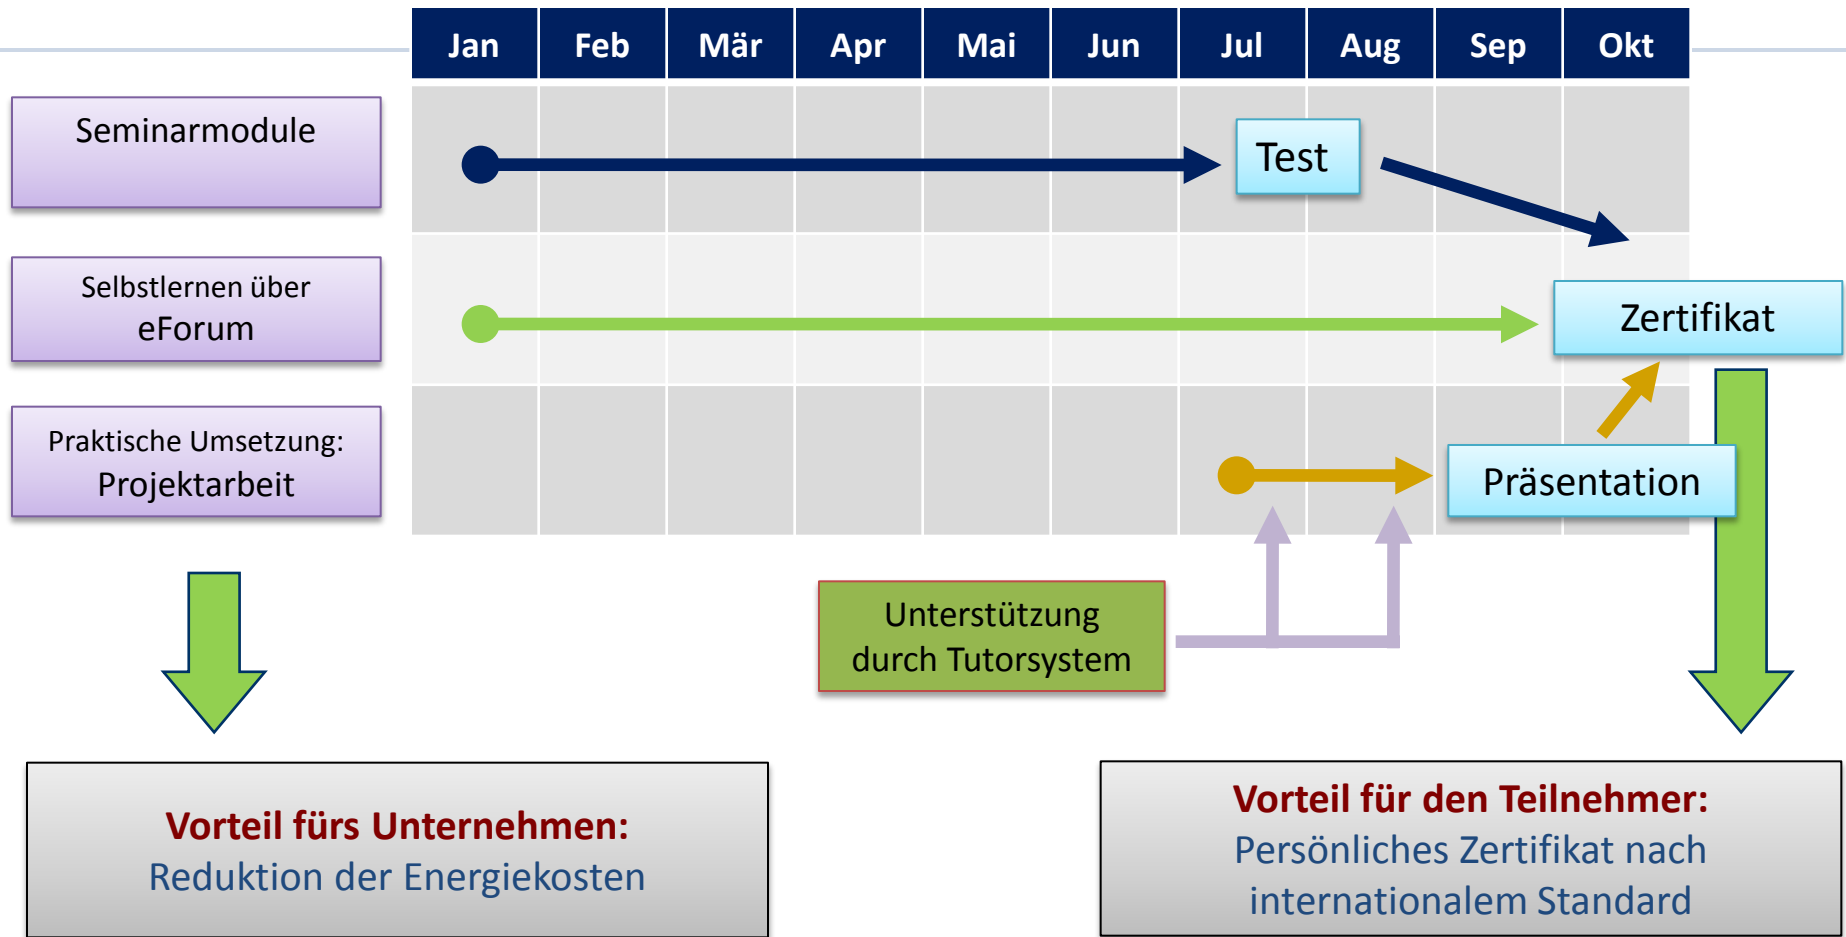 Jan Feb Mär Apr Mai Jun Jul Aug Sep Okt
Seminarmodule
Test
Selbstlernen über
eForum
Zertifikat
Praktische Umsetzung:
Projektarbeit
Präsentation
Unterstützung
durch Tutorsystem
Vorteil fürs Unternehmen:
Reduktion der Energiekosten
Vorteil für den Teilnehmer:
Persönliches Zertifikat nach
internationalem Standard